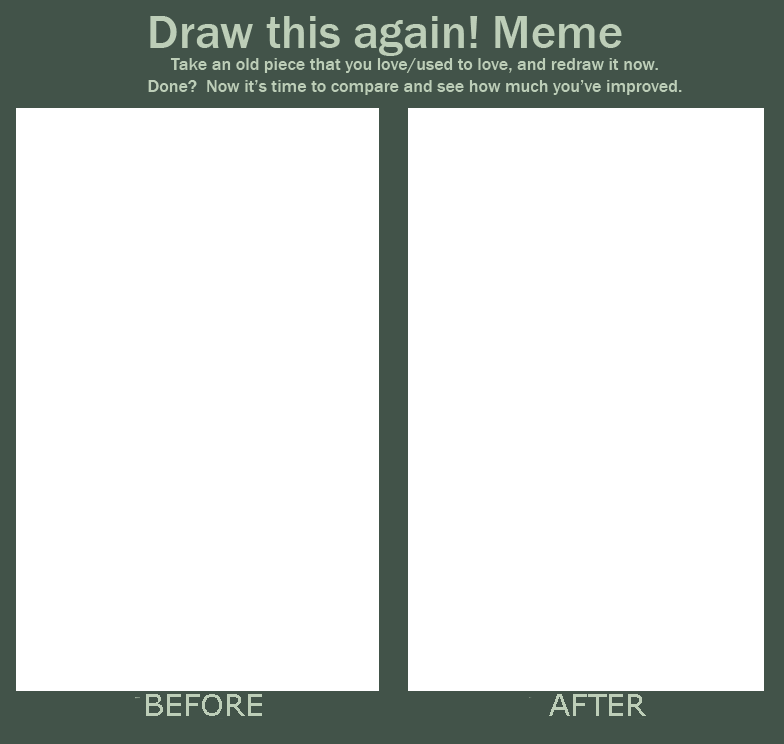 Draw this again! Meme
Take an old piece that you love/used to love, and redraw it now.
Done?  Now it’s time to compare and see how much you’ve improved.
BEFORE
AFTER